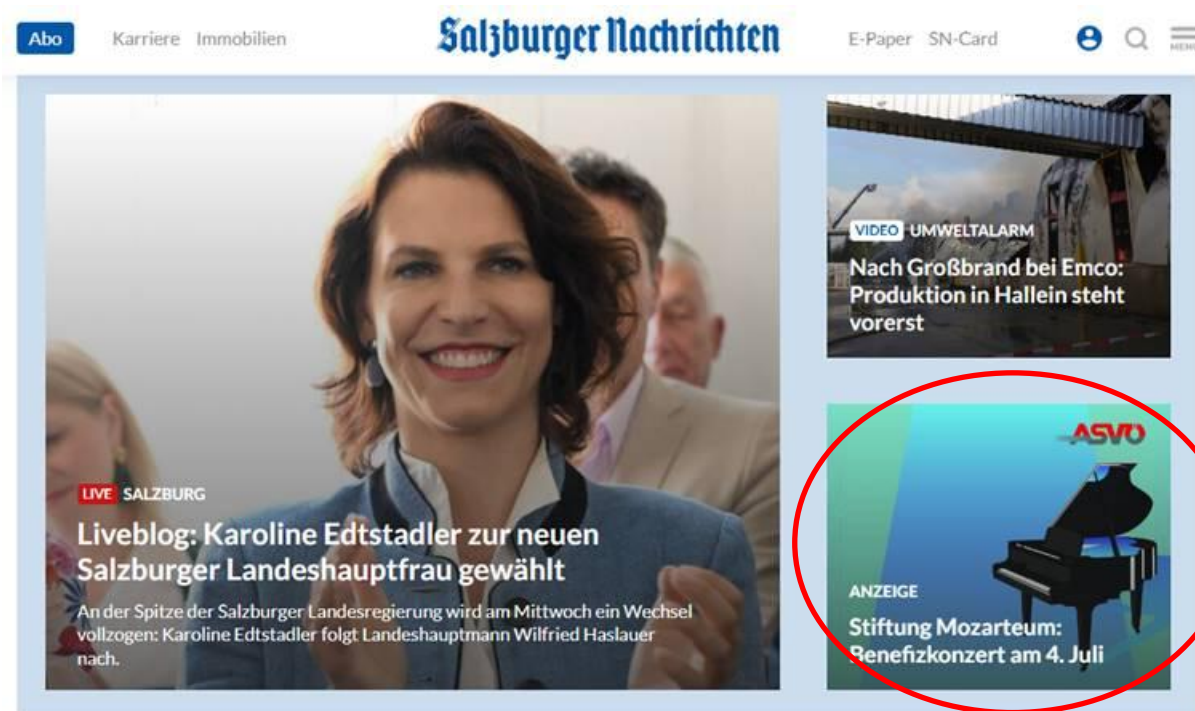 Abo Karriere Immobilien Salzburger Nachrichten E-Paper SN-Card MENÜ
LIVE SALZBURG
Liveblog: Karoline Edtstadler zur neuen
Salzburger Landeshauptfrau gewählt
An der Spitze der Salzburger Landesregierung wird am Mittwoch ein Wechsel
vollzogen: Karoline Edtstadler folgt Landeshauptmann Wilfried Haslauer
nach.
VIDEO UMWELTALARM
Nach Großbrand bei Emco:
Produktion in Hallein steht
vorerst
ASVÖ
ANZEIGE
Stiftung Mozarteum:
Benefizkonzert am 4. Juli